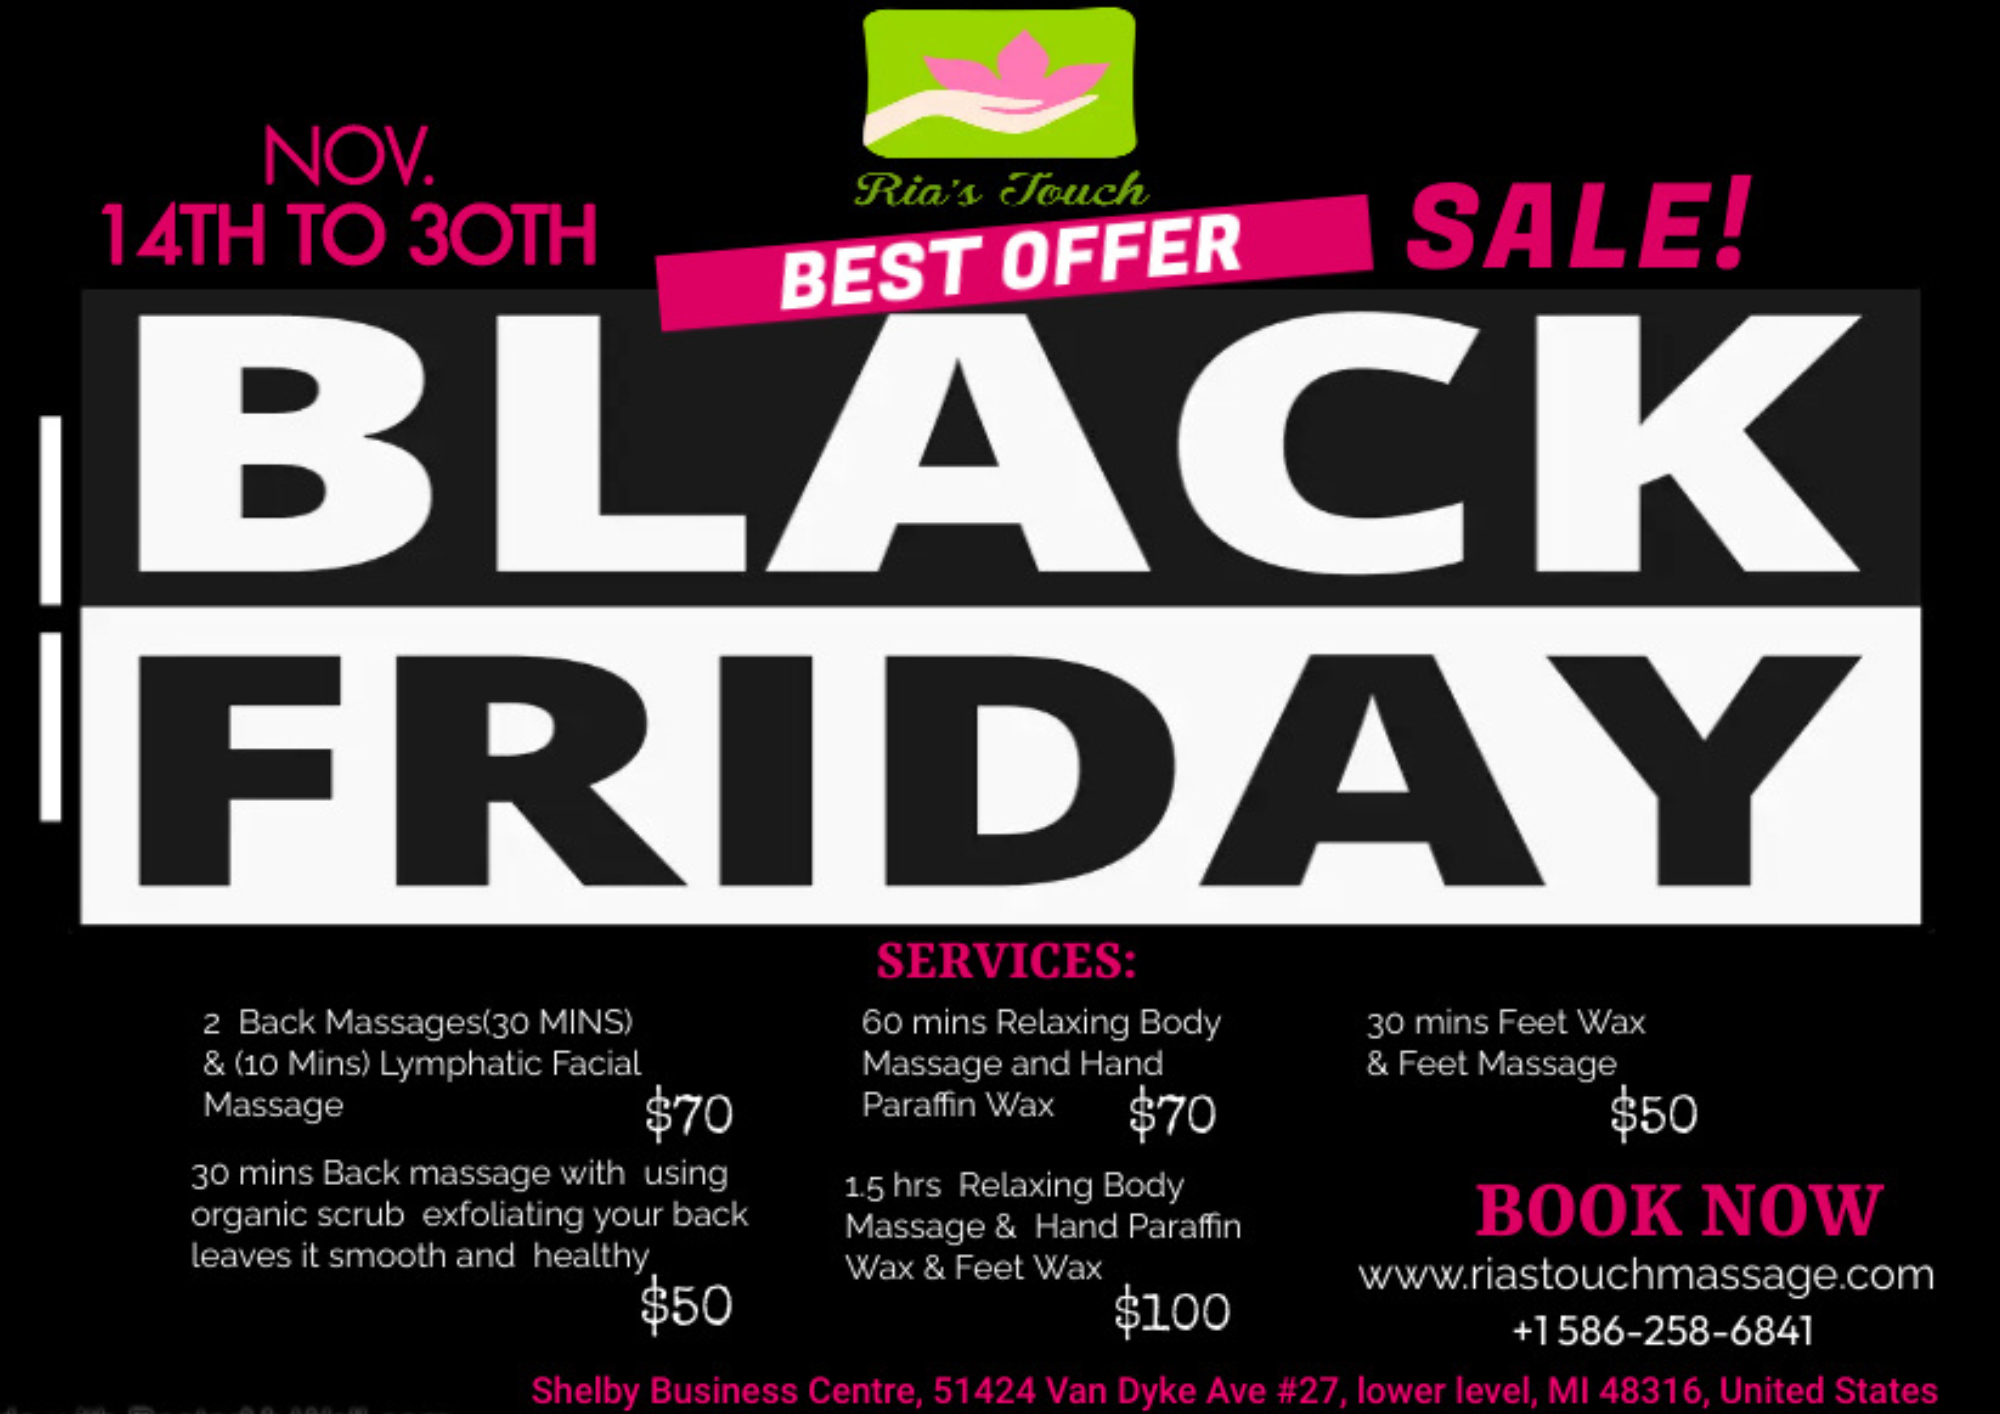 Ria's Touch
NOV.
14TH TO 30TH
BEST OFFER
SALE!
BLACK
FRIDAY
SERVICES:
2 Back Massages(30 MINS)
& (10 Mins) Lymphatic Facial
Massage
$70
30 mins Back massage with using
organic scrub exfoliating your back
leaves it smooth and healthy
$50
60 mins Relaxing Body
Massage and Hand
Paraffin Wax
$70
1.5 hrs Relaxing Body
Massage & Hand Paraffin
Wax & Feet Wax
$100
30 mins Feet Wax
& Feet Massage
$50
BOOK NOW
www.riastouchmassage.com
+1 586-258-6841
Shelby Business Centre, 51424 Van Dyke Ave #27, lower level, MI 48316, United States